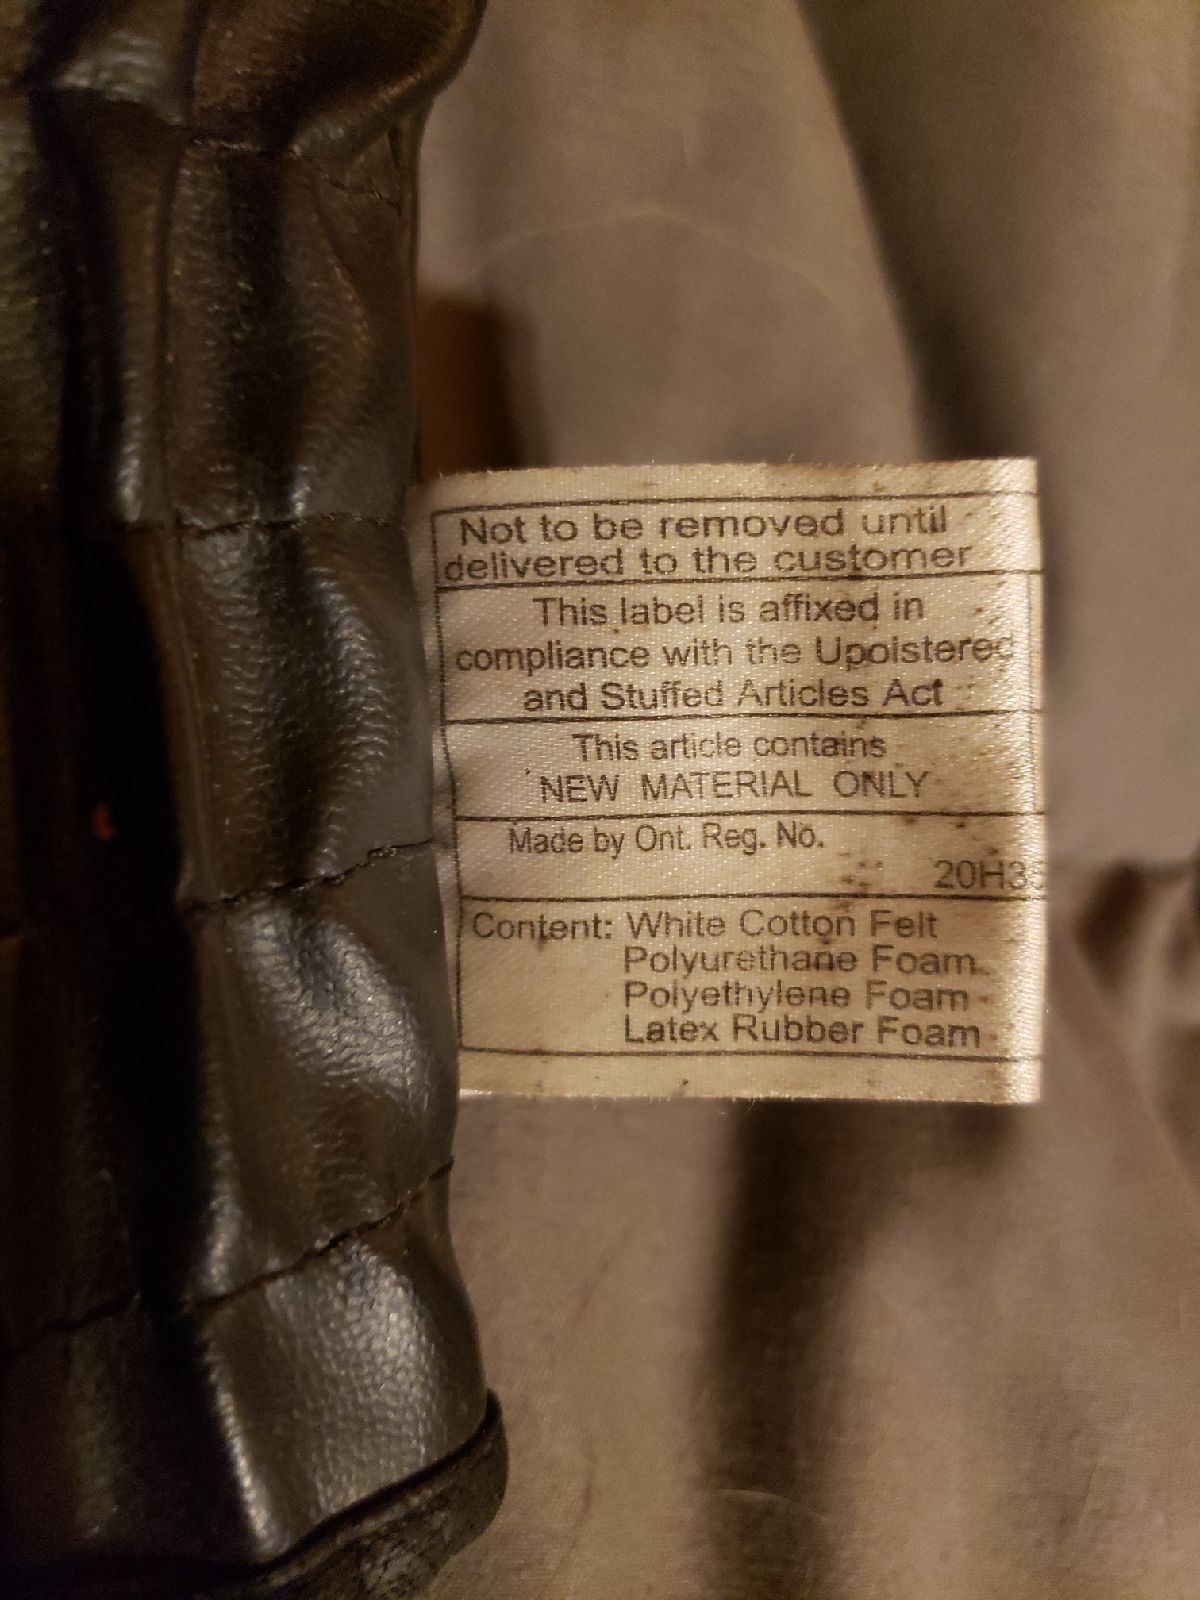 Not to be removed until
delivered to the customer
This label is affixed in
compliance with the Upolstered
and Stuffed Articles Act
This article contains
NEW MATERIAL ONLY
Made by Ont. Reg. No.
Content: White Cotton Felt
Polyurethane Foam
Polyethylene Foam
Latex Rubber Foam